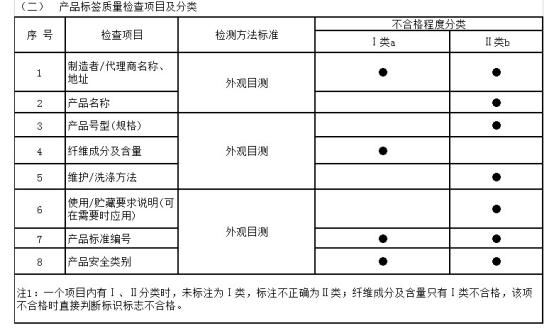 （二） 产品标签质量检查项目及分类
序 号 检查项目 检测方法标准 不合格程度分类
Ⅰ类a Ⅱ类b
1 制造者/代理商名称、地址 外观目测 ● ●
2 产品名称 ●
3 产品号型(规格) 外观目测 ●
4 纤维成分及含量 ●
5 维护/洗涤方法 ●
6 使用/贮藏要求说明(可在需要时应用) 外观目测 ●
7 产品标准编号 ● ●
8 产品安全类别 ● ●
注1：一个项目内有Ⅰ、Ⅱ分类时，未标注为Ⅰ类，标注不正确为Ⅱ类；纤维成分及含量只有Ⅰ类不合格，该项
不合格时直接判断标识标志不合格。